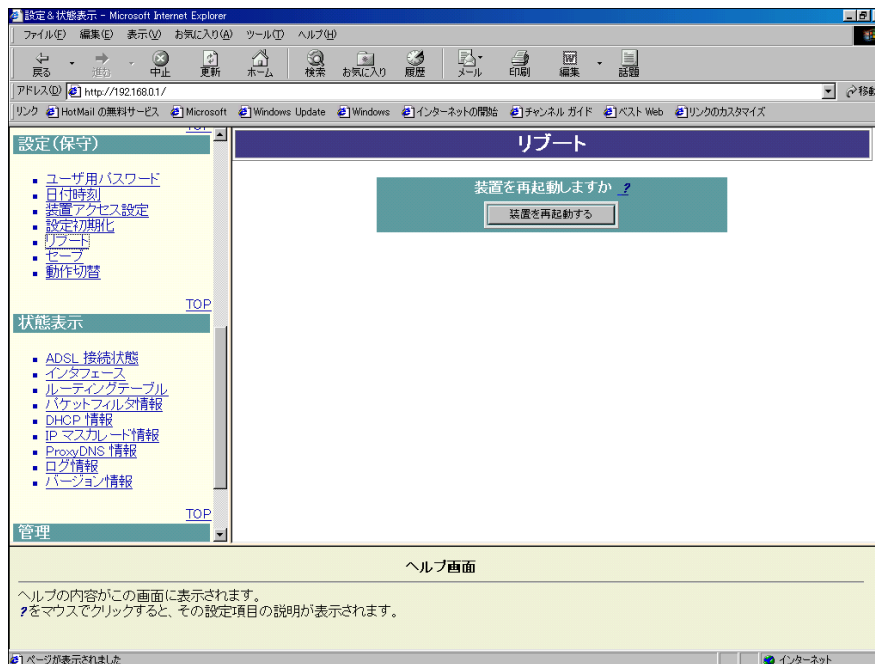 設定&状態表示 - Microsoft Internet Explorer
ファイル(F) 編集(E) 表示(V) お気に入り(A) ツール(T) ヘルプ(H)
戻る 進む 中止 更新 ホーム 検索 お気に入り 履歴 メール 印刷 編集 話題
アドレス(D) http://192.168.0.1/ 移動
リンク HotMail の無料サービス Microsoft Windows Update Windows インターネットの開始 チャンネル ガイド ベスト Web リンクのカスタマイズ
TOP
設定(保守)
ユーザ用パスワード
日付時刻
装置アクセス設定
設定初期化
リブート
セーブ
動作切替
TOP
状態表示
ADSL 接続状態
インタフェース
ルーティングテーブル
パケットフィルタ情報
DHCP 情報
IP マスカレード情報
ProxyDNS 情報
ログ情報
バージョン情報
TOP
管理
リブート
装置を再起動しますか ?
装置を再起動する
ヘルプ画面
ヘルプの内容がこの画面に表示されます。
?をマウスでクリックすると、その設定項目の説明が表示されます。
ページが表示されました インターネット